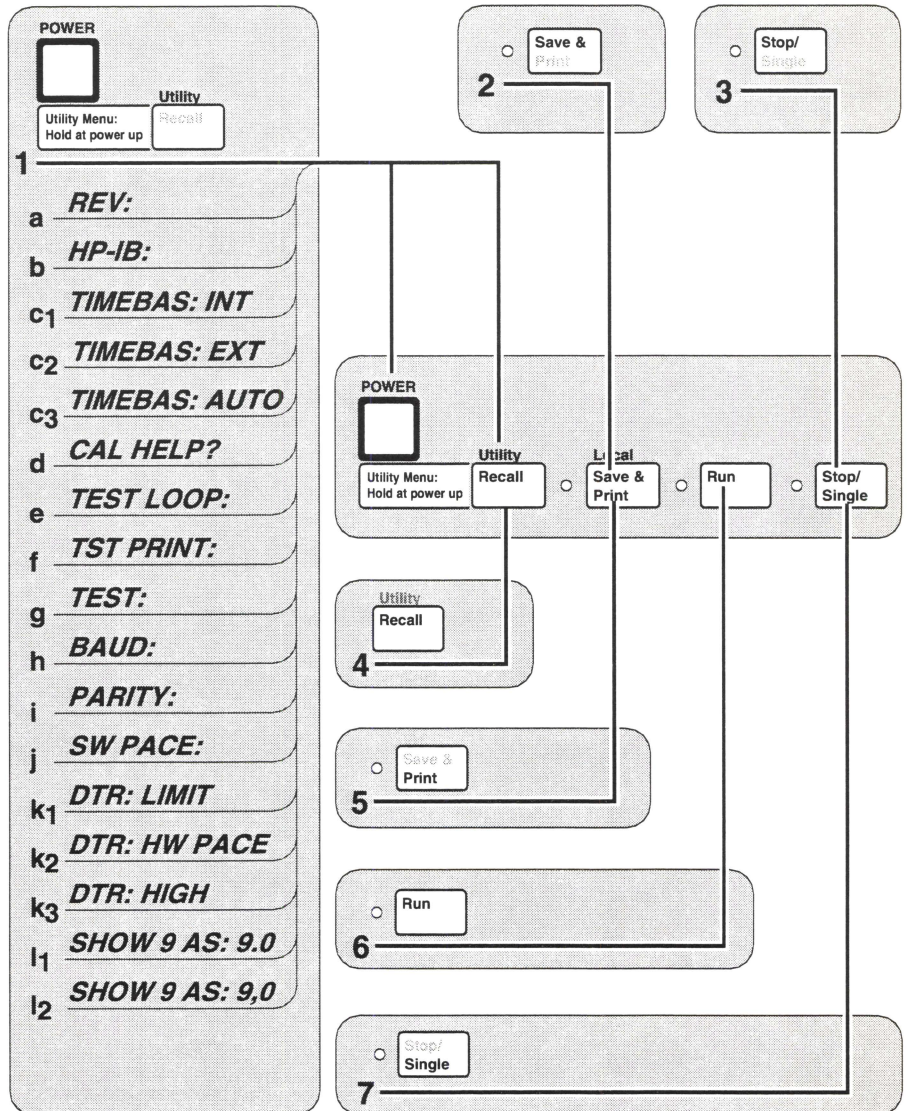 POWER
Utility
Utility Menu:
Hold at power up
Recall
1
a REV:
b HP-IB:
c1 TIMEBAS: INT
c2 TIMEBAS: EXT
c3 TIMEBAS: AUTO
d CAL HELP?
e TEST LOOP:
f TST PRINT:
g TEST:
h BAUD:
i PARITY:
j SW PACE:
k1 DTR: LIMIT
k2 DTR: HW PACE
k3 DTR: HIGH
l1 SHOW 9 AS: 9.0
l2 SHOW 9 AS: 9,0
Save &
Print
2
Stop/
Single
3
POWER
Utility Menu:
Hold at power up
Utility
Recall
Local
Save &
Print
Run
Stop/
Single
Utility
Recall
4
Save &
Print
5
Run
6
Stop/
Single
7